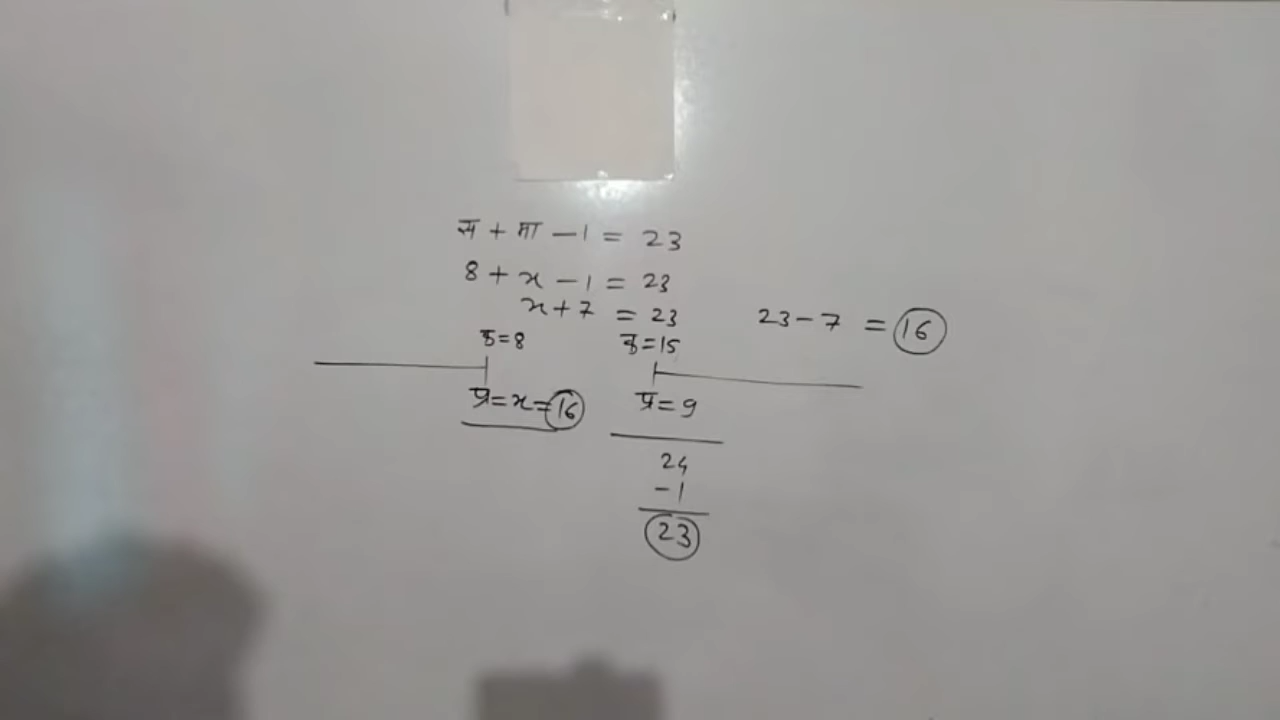 स + मा - 1 = 23
8 + x - 1 = 23
x + 7 = 23 23 - 7 = 16
क = 8 क = 15
प्र = x = 16 प्र = 9
24
- 1
23